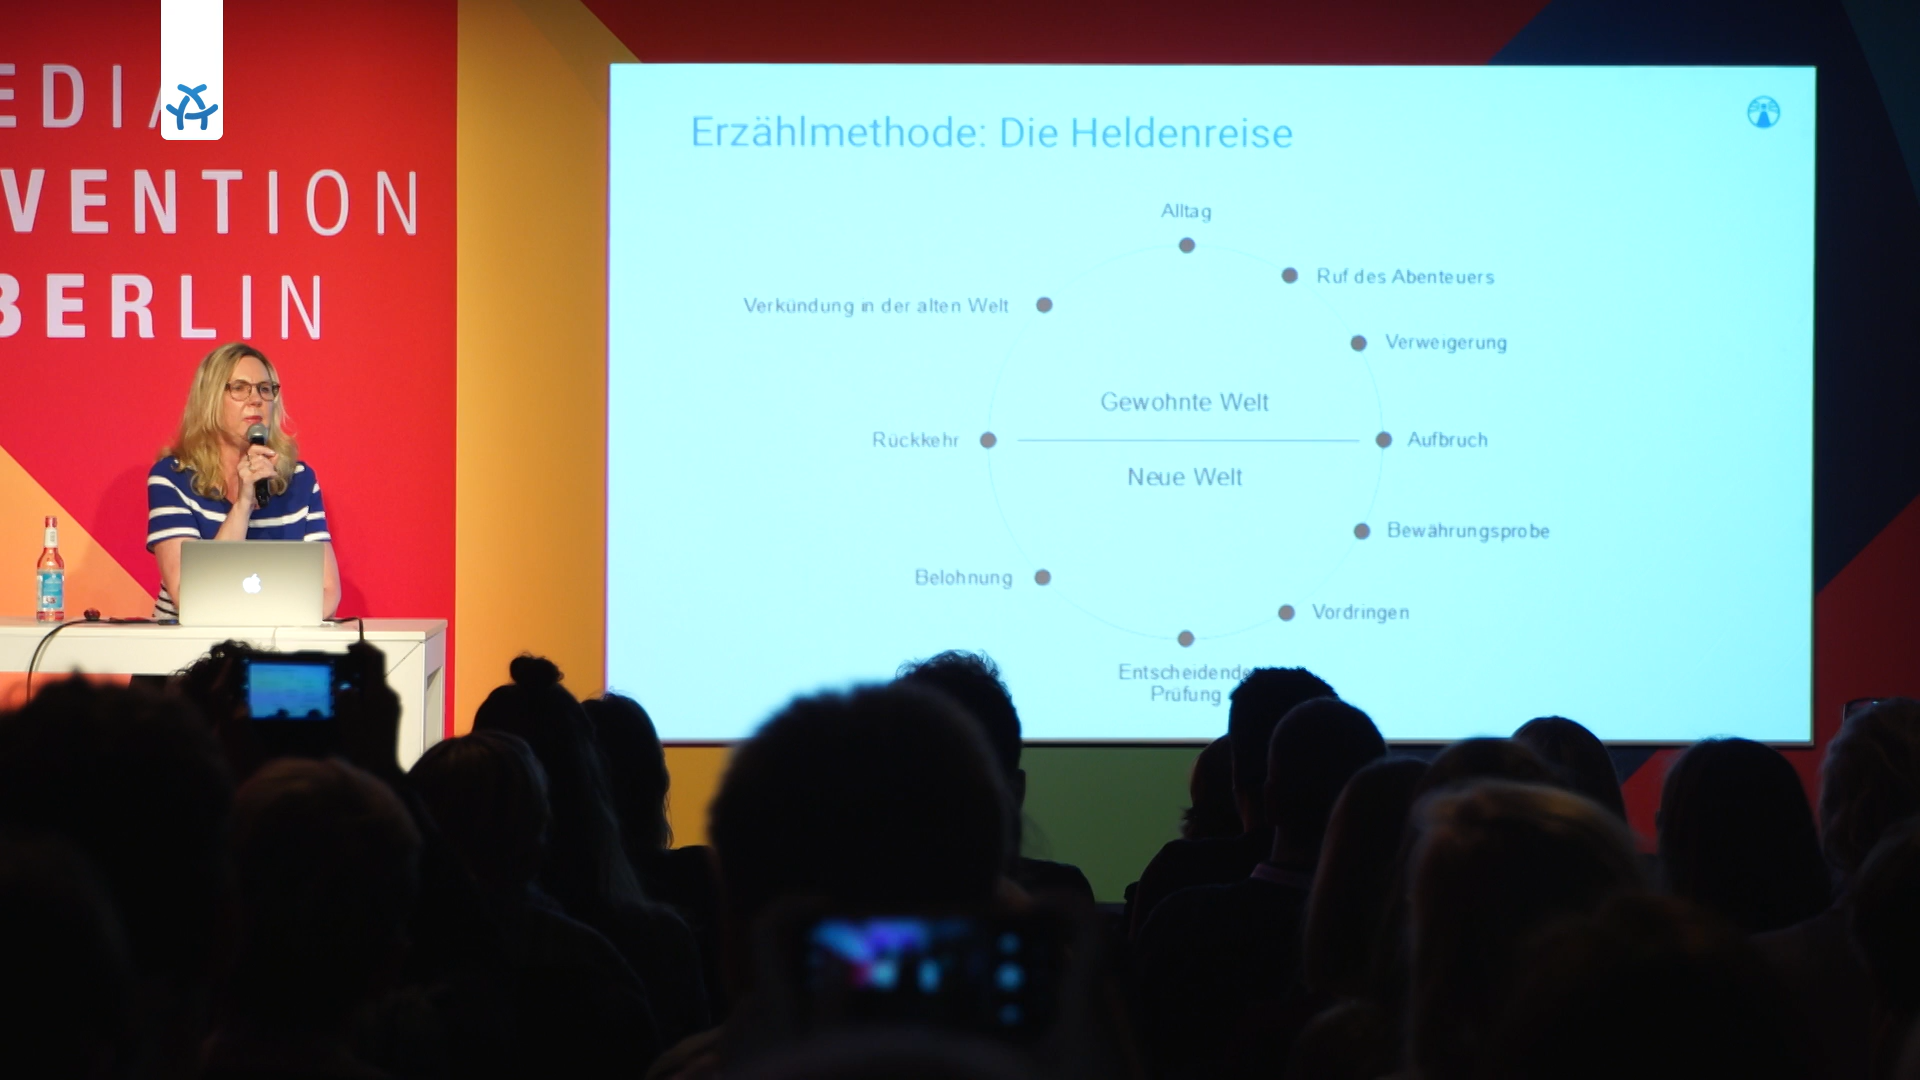 EDIA
VENTION
BERLIN
Erzählmethode: Die Heldenreise
Alltag
Ruf des Abenteuers
Verkündung in der alten Welt
Verweigerung
Gewohnte Welt
Rückkehr
Aufbruch
Neue Welt
Bewährungsprobe
Belohnung
Vordringen
Entscheidende
Prüfung